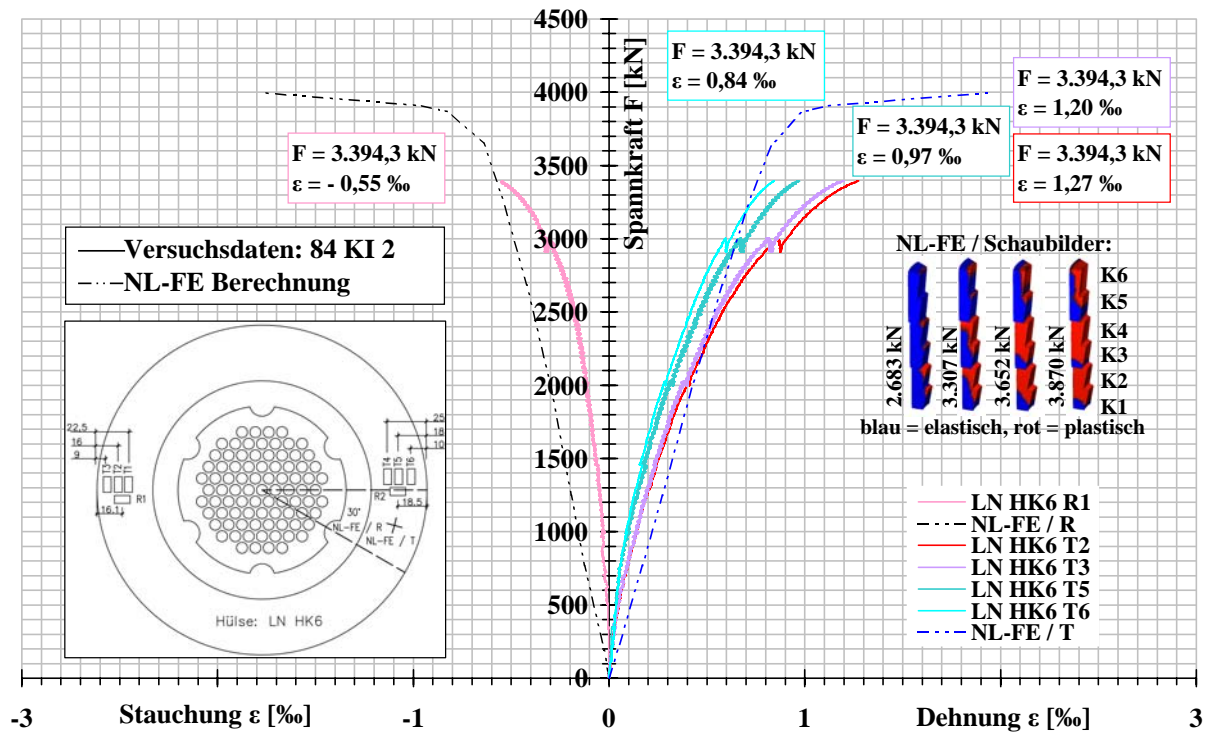 4500
4000
3500
3000
2500
2000
1500
1000
500
0
Spannkraft F [kN]
F = 3.394,3 kN
ε = 0,84 ‰
F = 3.394,3 kN
ε = 1,20 ‰
F = 3.394,3 kN
ε = 0,97 ‰
F = 3.394,3 kN
ε = 1,27 ‰
F = 3.394,3 kN
ε = - 0,55 ‰
Versuchsdaten: 84 KI 2
NL-FE Berechnung
NL-FE / Schaubilder:
K6
K5
K4
K3
K2
K1
2.683 kN
3.307 kN
3.652 kN
3.870 kN
blau = elastisch, rot = plastisch
22,5
16
9
T3 T2 T1
R1
16.1
25
18
10
T4 T5 T6
R2
18.5
30°
NL-FE / R
NL-FE / T
Hülse: LN HK6
LN HK6 R1
NL-FE / R
LN HK6 T2
LN HK6 T3
LN HK6 T5
LN HK6 T6
NL-FE / T
-3
Stauchung ε [‰]
-1
0
1
Dehnung ε [‰]
3